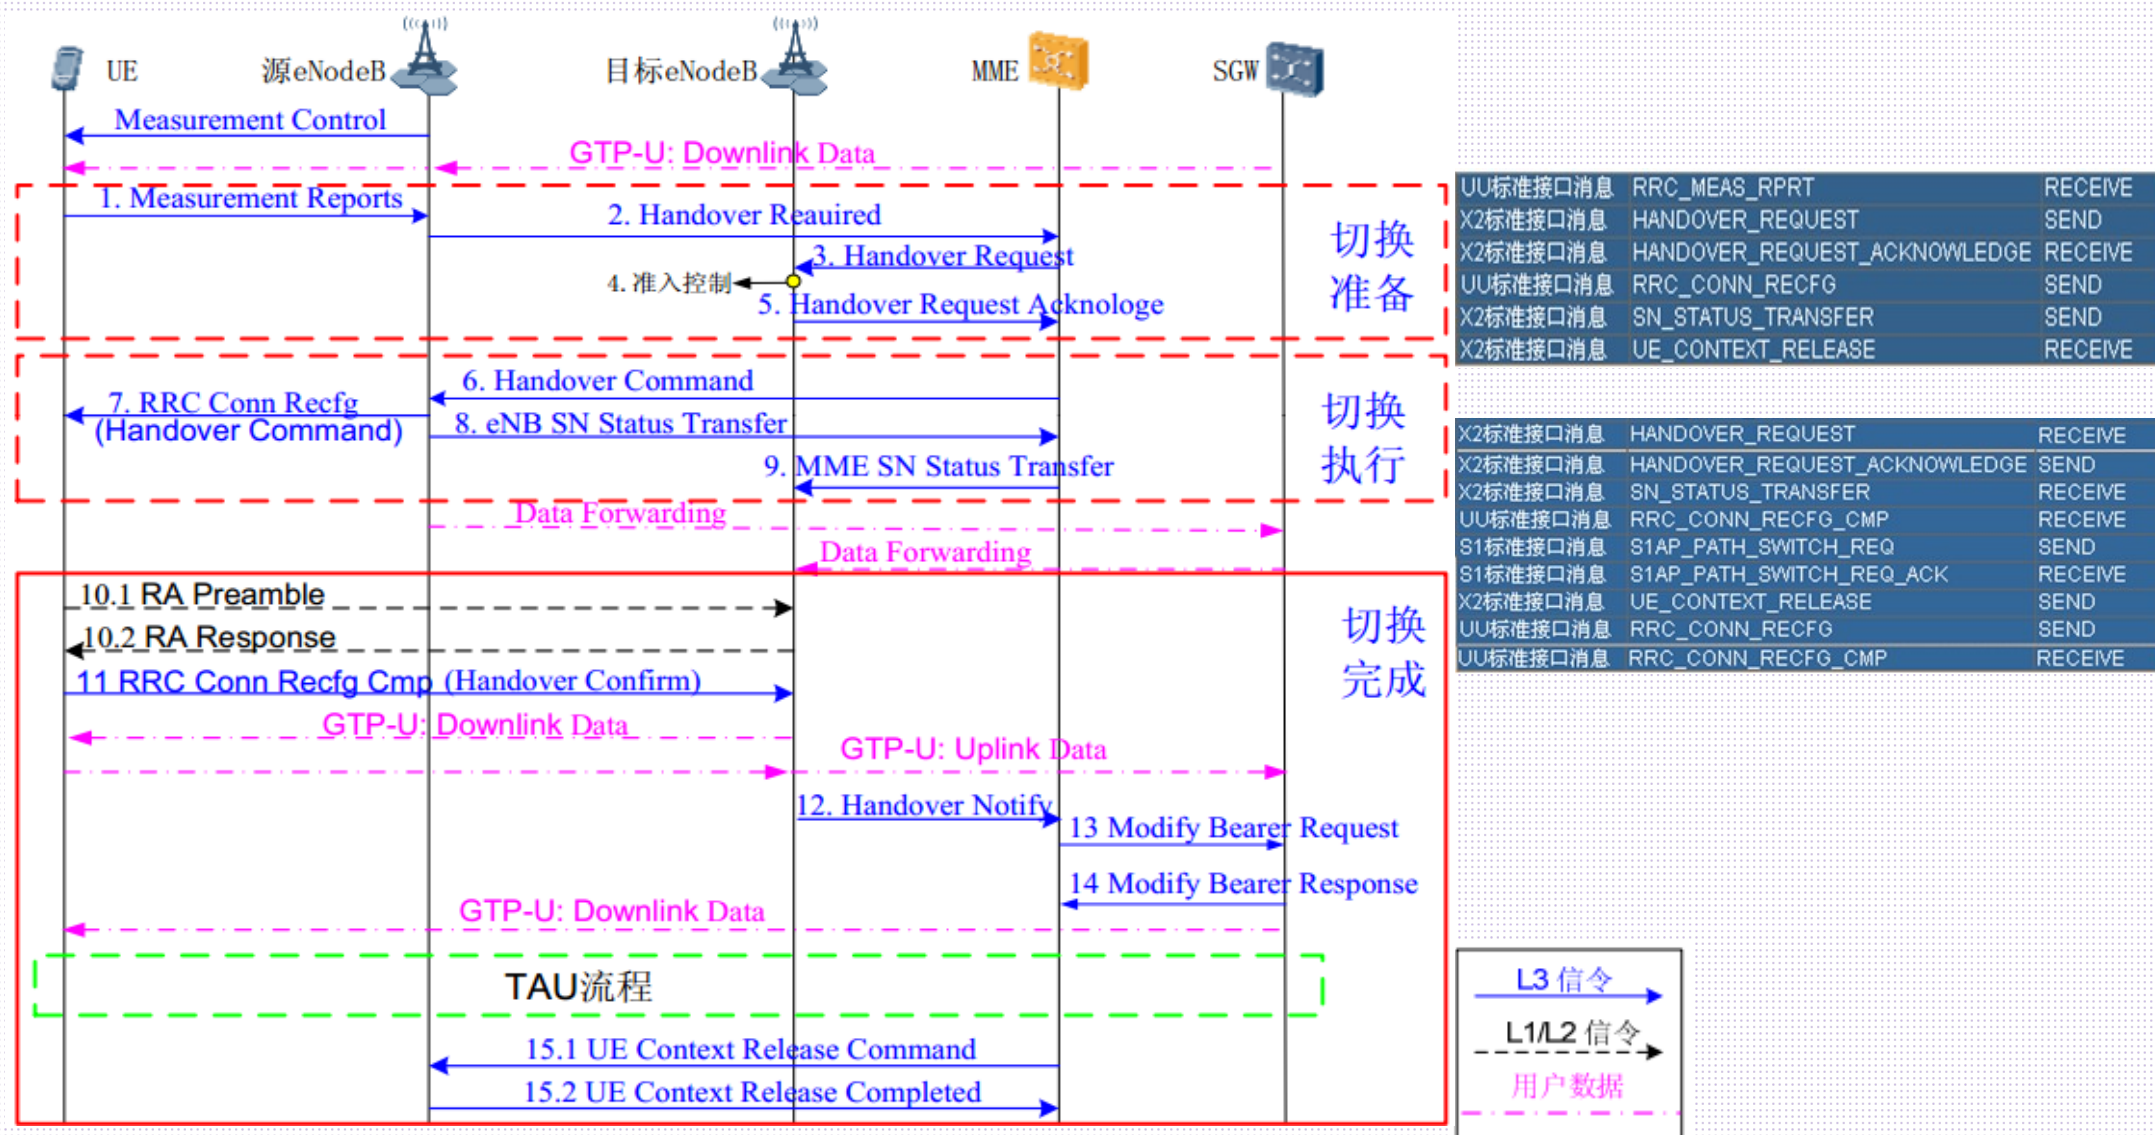 UE
源eNodeB
目标eNodeB
MME
SGW
Measurement Control
GTP-U: Downlink Data
1. Measurement Reports
2. Handover Reauired
3. Handover Request
4.准入控制
5. Handover Request Acknologe
切换
准备
6. Handover Command
7. RRC Conn Recfg
(Handover Command)
8. eNB SN Status Transfer
9. MME SN Status Transfer
切换
执行
Data Forwarding
Data Forwarding
10.1 RA Preamble
10.2 RA Response
11 RRC Conn Recfg Cmp (Handover Confirm)
切换
完成
GTP-U: Downlink Data
GTP-U: Uplink Data
12. Handover Notify
13 Modify Bearer Request
14 Modify Bearer Response
GTP-U: Downlink Data
TAU流程
15.1 UE Context Release Command
15.2 UE Context Release Completed
UU标准接口消息 RRC_MEAS_RPRT RECEIVE
X2标准接口消息 HANDOVER_REQUEST SEND
X2标准接口消息 HANDOVER_REQUEST_ACKNOWLEDGE RECEIVE
UU标准接口消息 RRC_CONN_RECFG SEND
X2标准接口消息 SN_STATUS_TRANSFER SEND
X2标准接口消息 UE_CONTEXT_RELEASE RECEIVE
X2标准接口消息 HANDOVER_REQUEST RECEIVE
X2标准接口消息 HANDOVER_REQUEST_ACKNOWLEDGE SEND
X2标准接口消息 SN_STATUS_TRANSFER RECEIVE
UU标准接口消息 RRC_CONN_RECFG_CMP RECEIVE
S1标准接口消息 S1AP_PATH_SWITCH_REQ SEND
S1标准接口消息 S1AP_PATH_SWITCH_REQ_ACK RECEIVE
X2标准接口消息 UE_CONTEXT_RELEASE SEND
UU标准接口消息 RRC_CONN_RECFG SEND
UU标准接口消息 RRC_CONN_RECFG_CMP RECEIVE
L3 信令
L1/L2 信令
用户数据